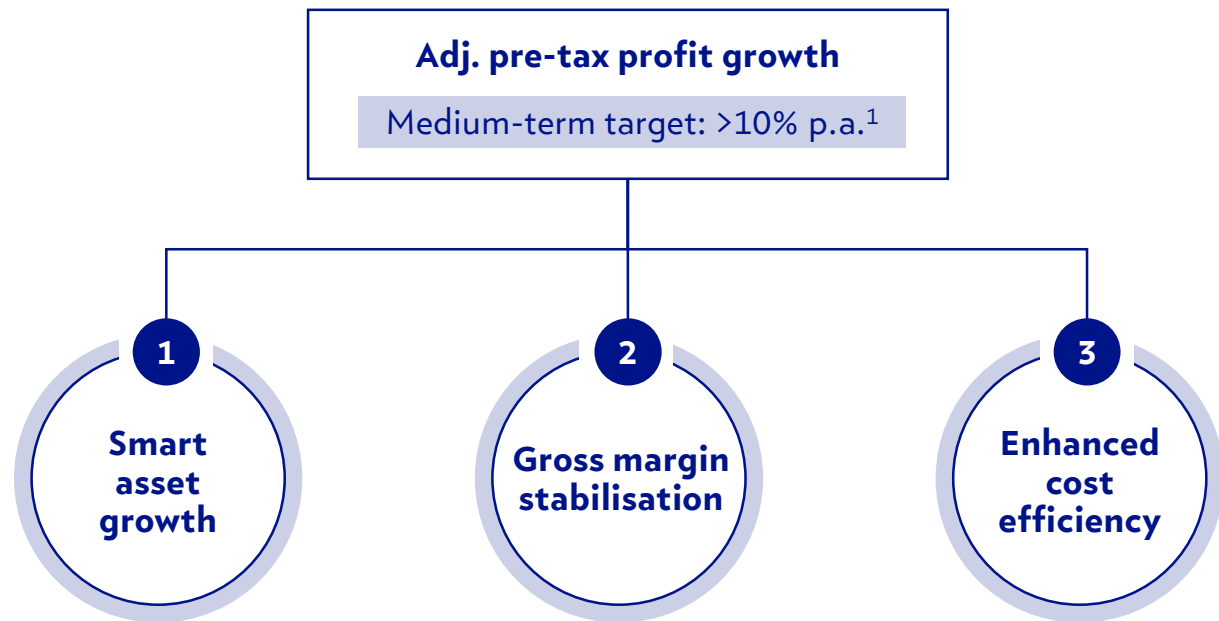 Adj. pre-tax profit growth
Medium-term target: >10% p.a.¹
1
Smart
asset
growth
2
Gross margin
stabilisation
3
Enhanced
cost
efficiency